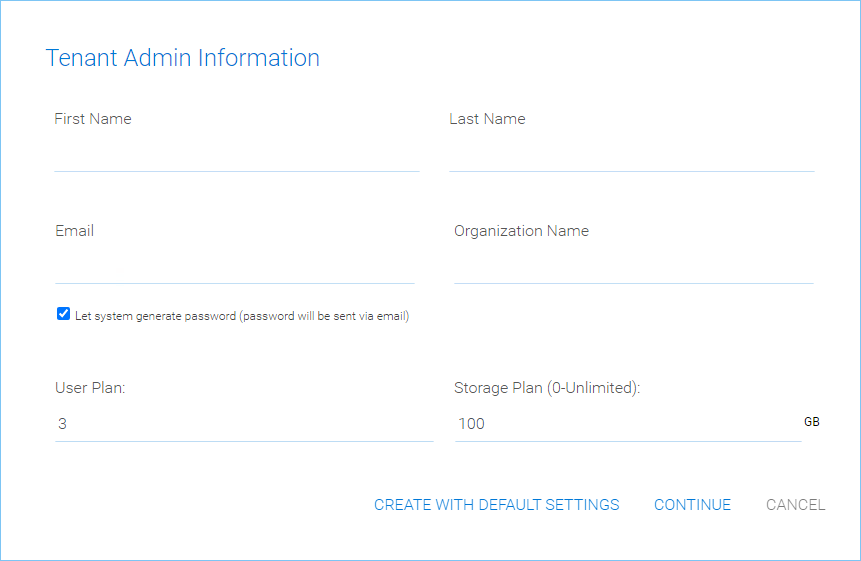 Tenant Admin Information
First Name
Last Name
Email
Organization Name
Let system generate password (password will be sent via email)
User Plan:
Storage Plan (0-Unlimited):
3
100
GB
CREATE WITH DEFAULT SETTINGS
CONTINUE
CANCEL